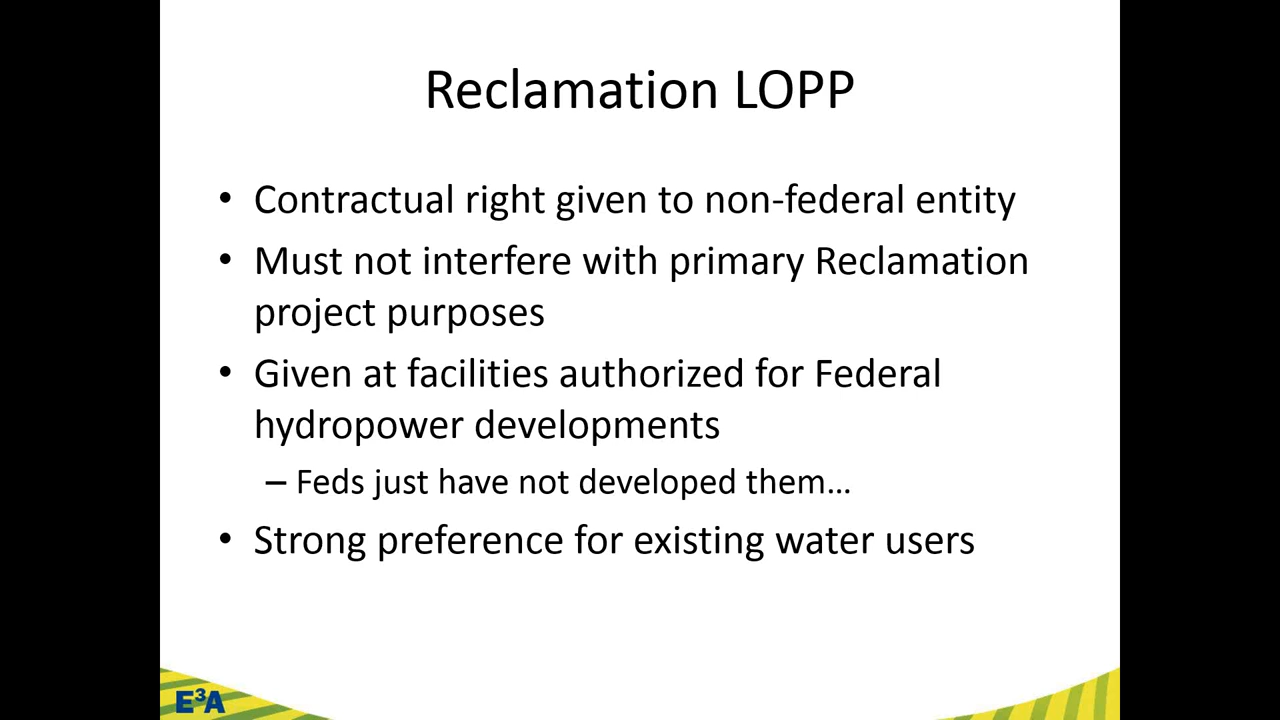 Reclamation LOPP
• Contractual right given to non-federal entity
• Must not interfere with primary Reclamation
project purposes
• Given at facilities authorized for Federal
hydropower developments
– Feds just have not developed them…
• Strong preference for existing water users
E³A